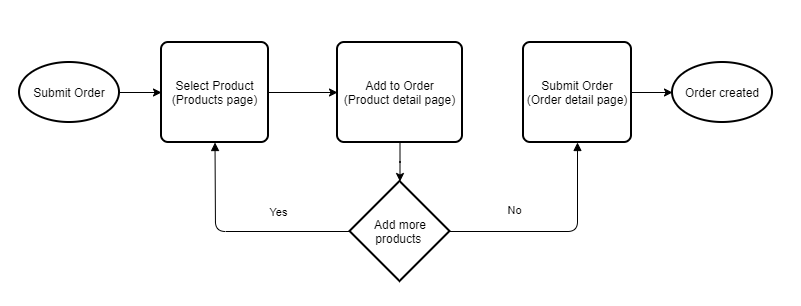 Submit Order
Select Product
(Products page)
Add to Order
(Product detail page)
Submit Order
(Order detail page)
Order created
Yes
No
Add more
products